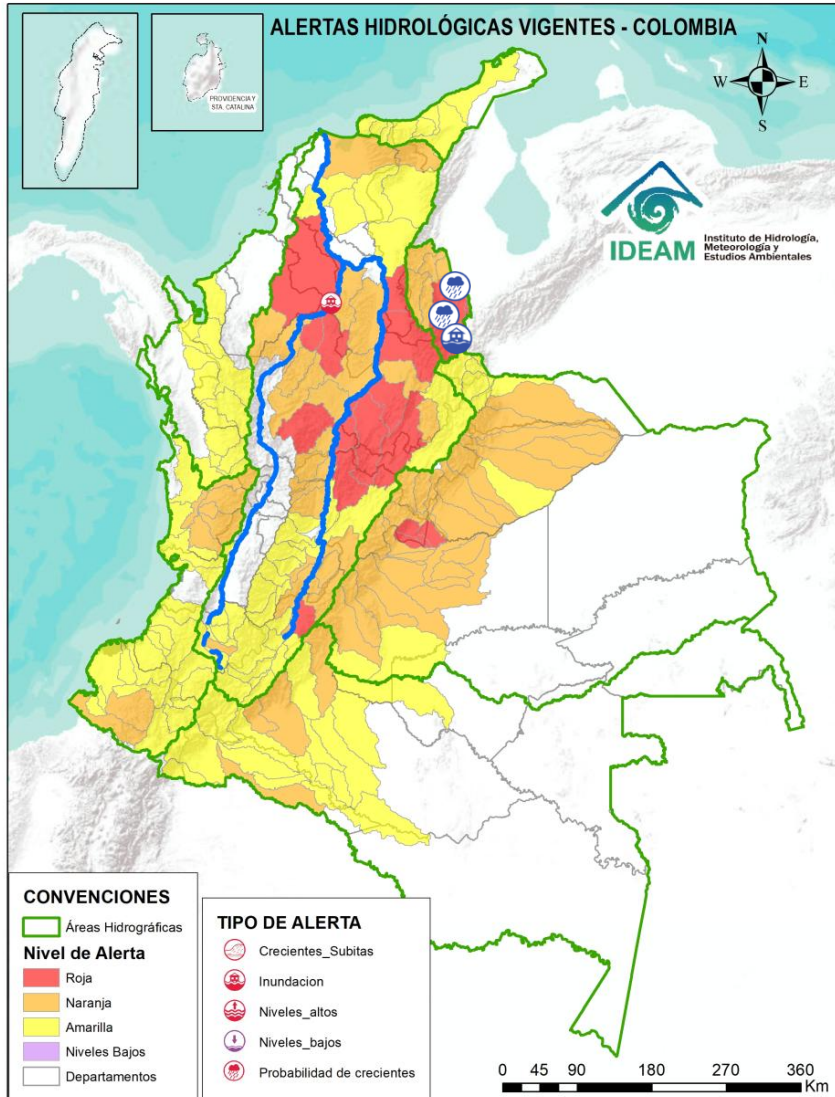 ALERTAS HIDROLÓGICAS VIGENTES - COLOMBIA
PROVIDENCIA Y
STA. CATALINA
N
W
E
S
IDEAM
Instituto de Hidrología,
Meteorología y
Estudios Ambientales
CONVENCIONES
Áreas Hidrográficas
Nivel de Alerta
Roja
Naranja
Amarilla
Niveles Bajos
Departamentos
TIPO DE ALERTA
Crecientes_Subitas
Inundacion
Niveles_altos
Niveles_bajos
Probabilidad de crecientes
0 45 90 180 270 360
Km